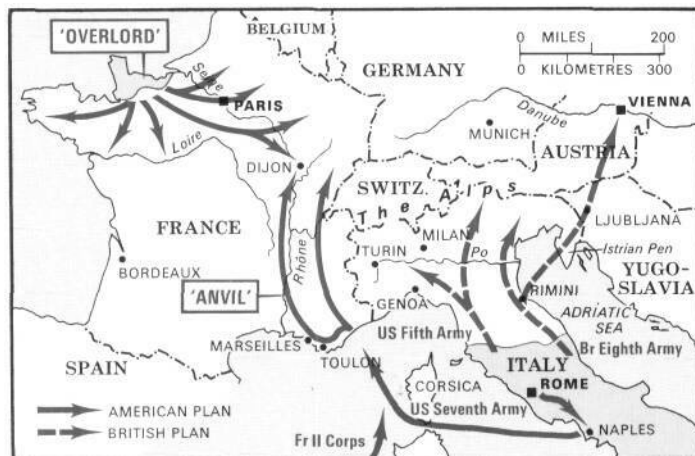 'OVERLORD'
BELGIUM
0 MILES 200
0 KILOMETRES 300
GERMANY
Seine
PARIS
VIENNA
Danube
MUNICH
AUSTRIA
Loire
DIJON
SWITZ.
The Alps
FRANCE
LJUBLJANA
MILAN
TURIN
Po
Istrian Pen
Rhône
BORDEAUX
YUGO-
SLAVIA
'ANVIL'
GENOA
RIMINI
ADRIATIC
SEA
US Fifth Army
MARSEILLES
Br Eighth Army
TOULON
SPAIN
ITALY
CORSICA
ROME
US Seventh Army
AMERICAN PLAN
BRITISH PLAN
Fr II Corps
NAPLES